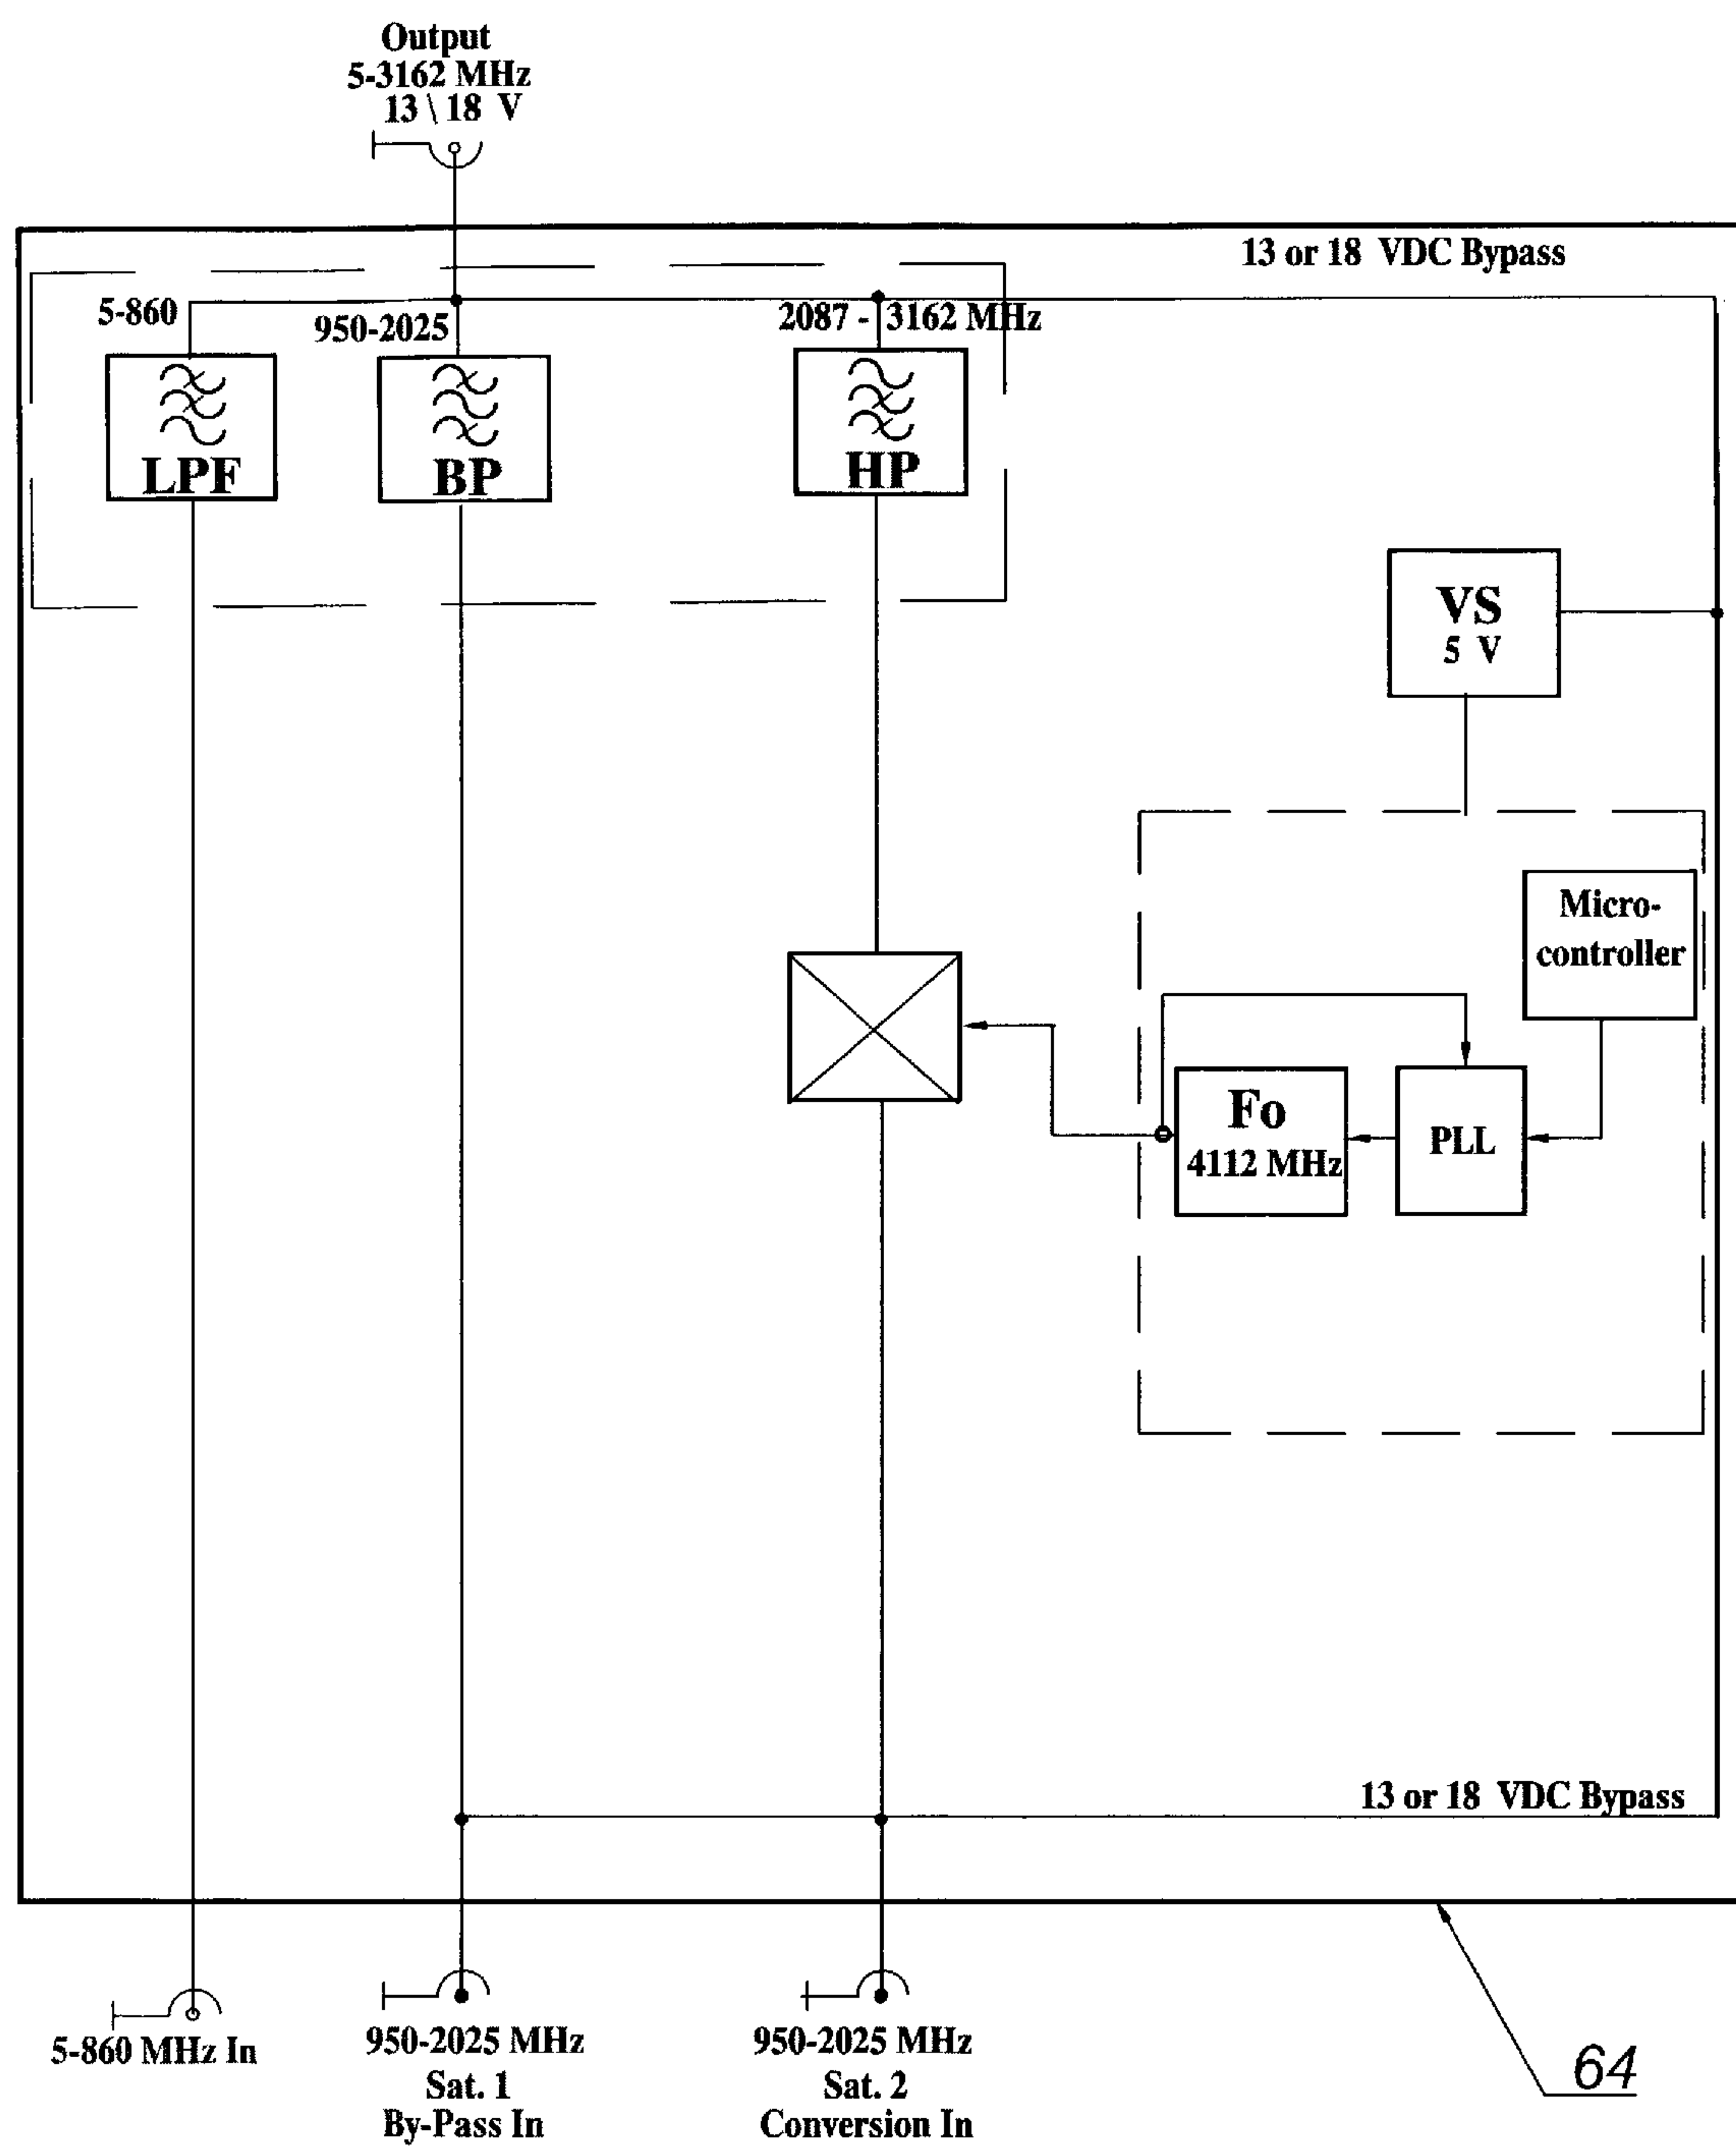 Output
5-3162 MHz
13 \ 18 V
13 or 18 VDC Bypass
5-860
950-2025
2087 - 3162 MHz
LPF
BP
HP
VS
5 V
Micro-
controller
Fo
4112 MHz
PLL
13 or 18 VDC Bypass
5-860 MHz In
950-2025 MHz
Sat. 1
By-Pass In
950-2025 MHz
Sat. 2
Conversion In
64